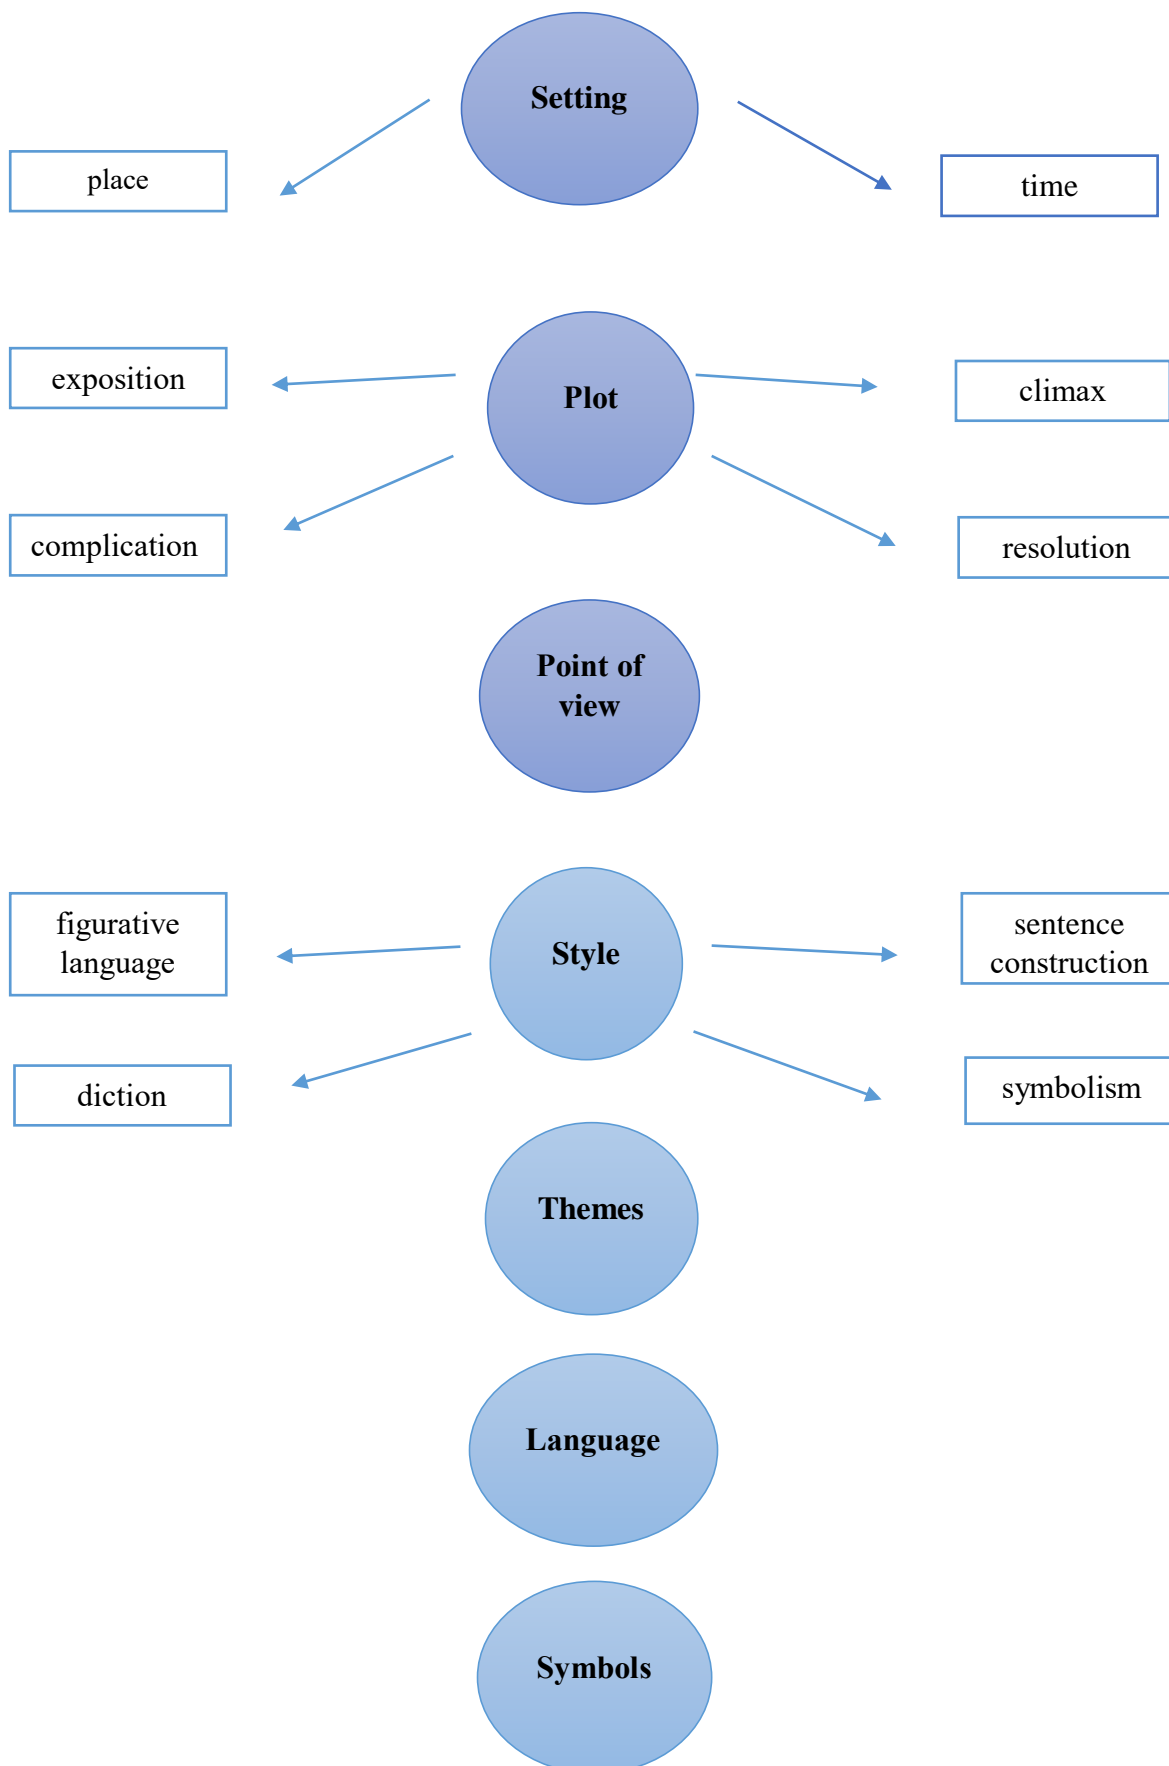 Setting
place
time
exposition
Plot
climax
complication
resolution
Point of
view
figurative
language
Style
sentence
construction
diction
symbolism
Themes
Language
Symbols